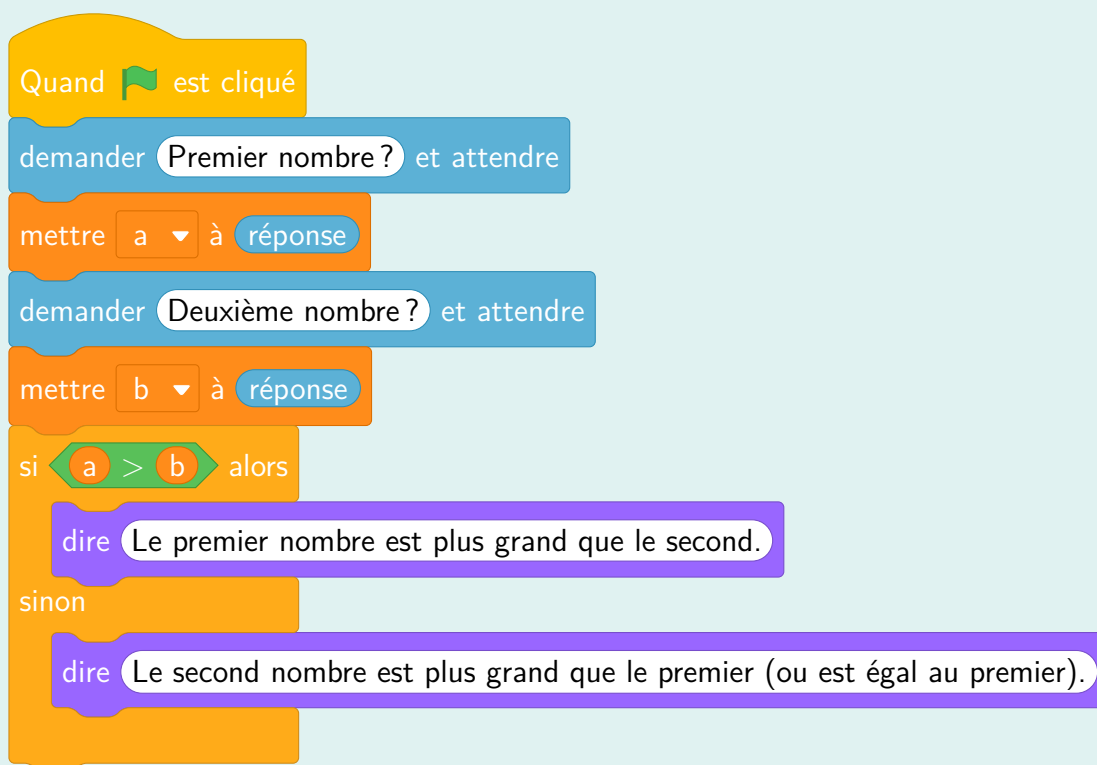 Quand est cliqué
demander Premier nombre ? et attendre
mettre a à réponse
demander Deuxième nombre ? et attendre
mettre b à réponse
si a > b alors
dire Le premier nombre est plus grand que le second.
sinon
dire Le second nombre est plus grand que le premier (ou est égal au premier).